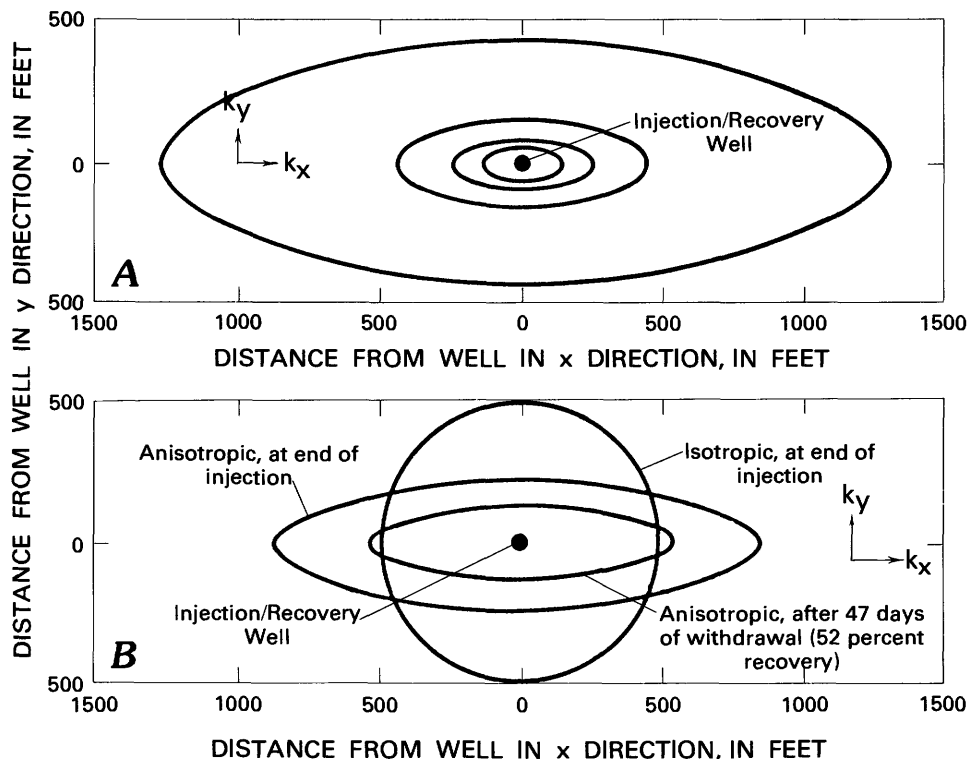 DISTANCE FROM WELL IN y DIRECTION, IN FEET
500
0
500
ky
kx
Injection/Recovery
Well
A
1500 1000 500 0 500 1000 1500
DISTANCE FROM WELL IN x DIRECTION, IN FEET
500
0
500
Anisotropic, at end of
injection
Isotropic, at end of
injection
ky
kx
Injection/Recovery
Well
Anisotropic, after 47 days
of withdrawal (52 percent
recovery)
B
1500 1000 500 0 500 1000 1500
DISTANCE FROM WELL IN x DIRECTION, IN FEET